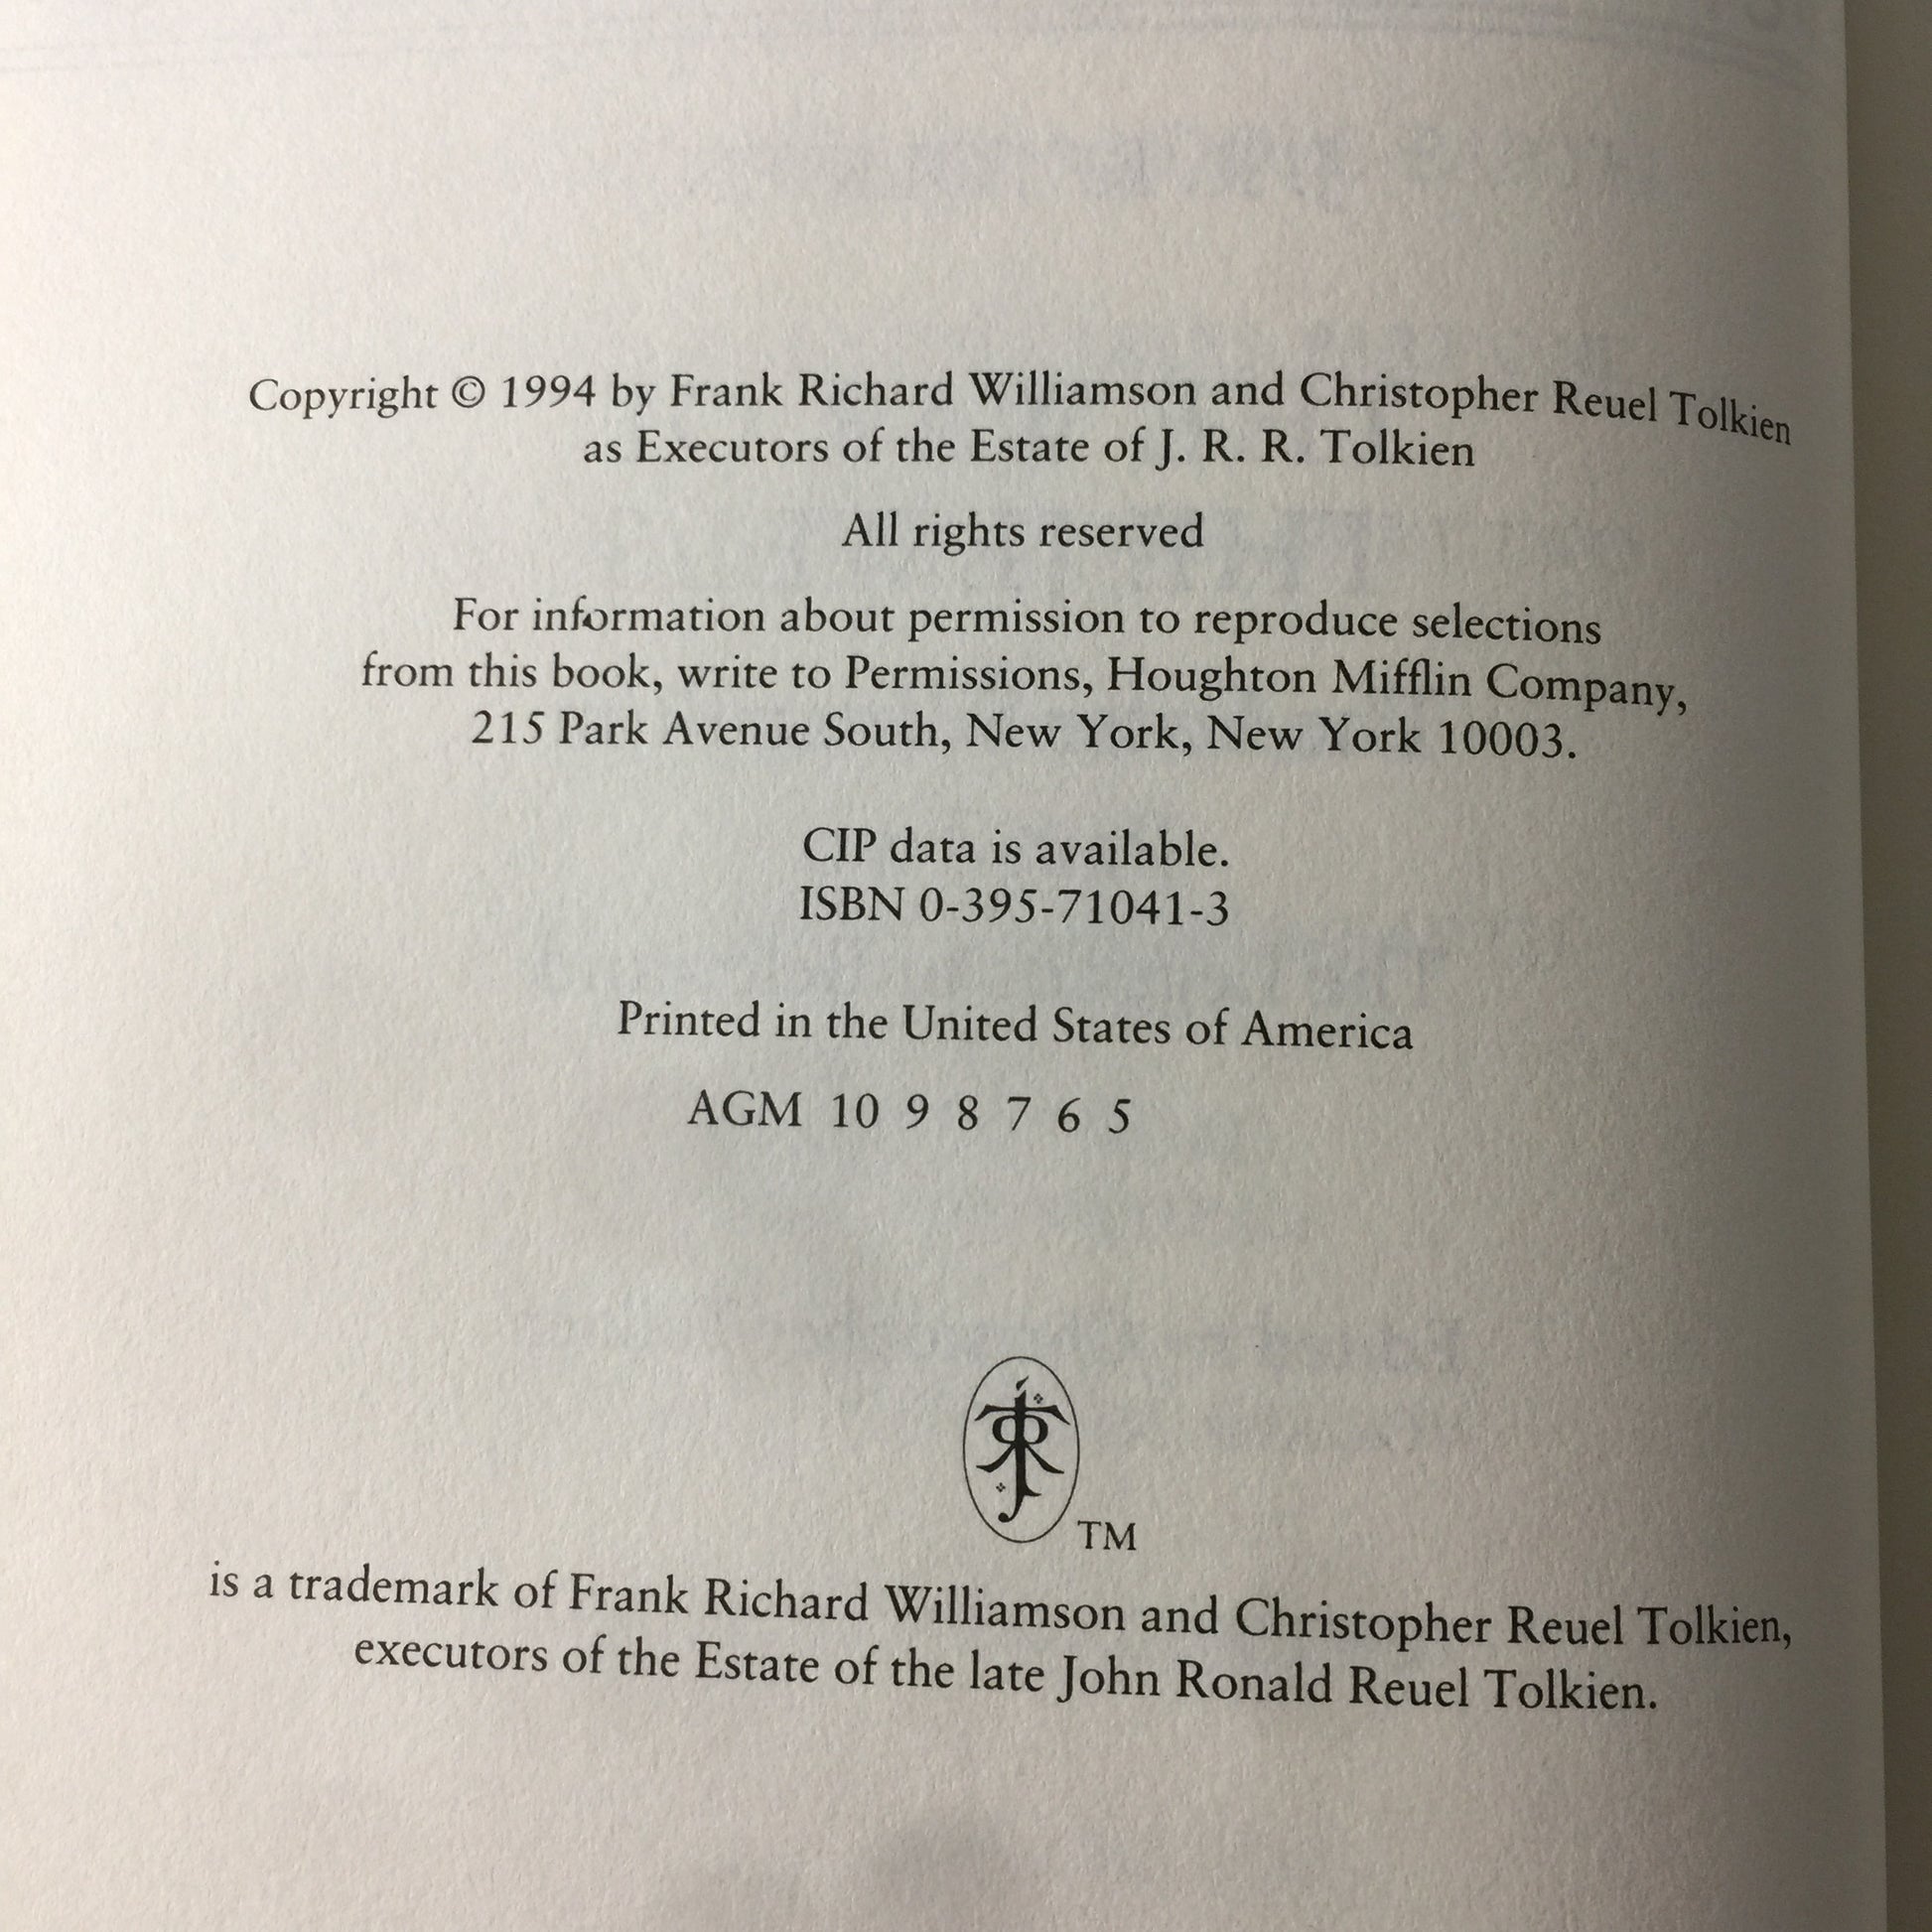 Copyright © 1994 by Frank Richard Williamson and Christopher Reuel Tolkien
as Executors of the Estate of J. R. R. Tolkien
All rights reserved
For information about permission to reproduce selections
from this book, write to Permissions, Houghton Mifflin Company,
215 Park Avenue South, New York, New York 10003.
CIP data is available.
ISBN 0-395-71041-3
Printed in the United States of America
AGM 10 9 8 7 6 5
TM
is a trademark of Frank Richard Williamson and Christopher Reuel Tolkien,
executors of the Estate of the late John Ronald Reuel Tolkien.